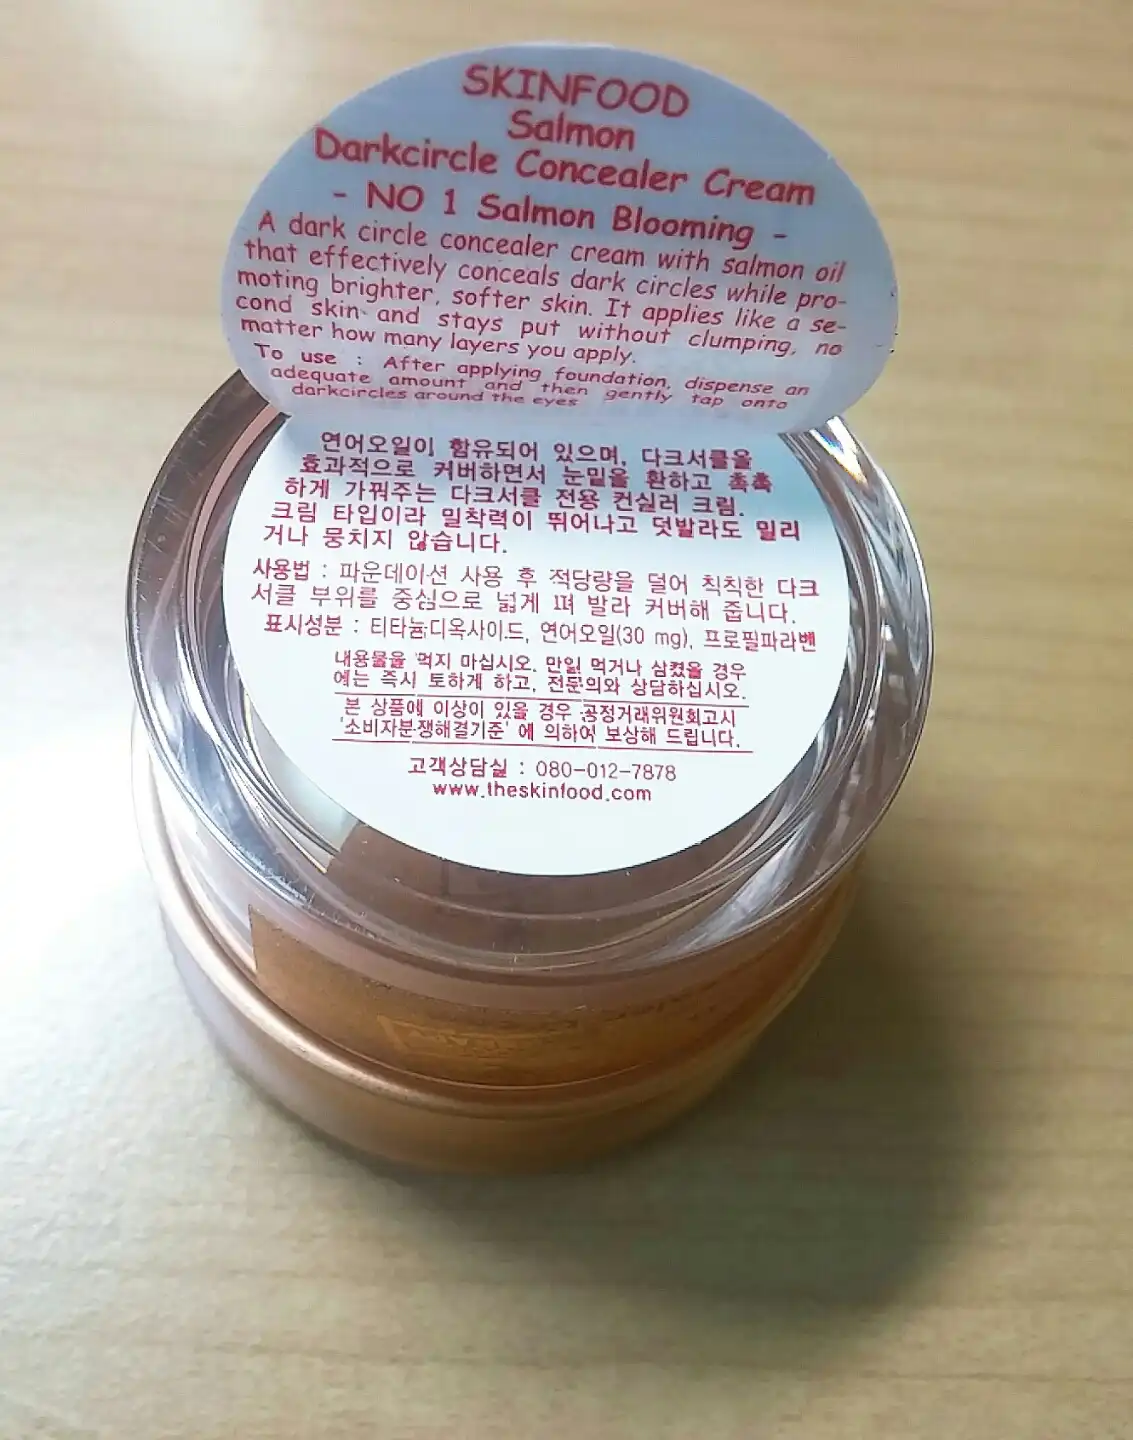 SKINFOOD
Salmon
Darkcircle Concealer Cream
- NO 1 Salmon Blooming -
A dark circle concealer cream with salmon oil
that effectively conceals dark circles while pro-
moting brighter, softer skin. It applies like a se-
cond skin and stays put without clumping, no
matter how many layers you apply.
To use : After applying foundation, dispense an
adequate amount and then gently tap onto
darkcircles around the eyes
연어오일이 함유되어 있으며, 다크서클을
효과적으로 커버하면서 눈밑을 환하고 촉촉
하게 가꿔주는 다크서클 전용 컨실러 크림.
크림 타입이라 밀착력이 뛰어나고 덧발라도 밀리
거나 뭉치지 않습니다.
사용법 : 파운데이션 사용 후 적당량을 덜어 칙칙한 다크
서클 부위를 중심으로 넓게 펴 발라 커버해 줍니다.
표시성분 : 티타늄디옥사이드, 연어오일(30 mg), 프로필파라벤
내용물을 먹지 마십시오. 만일 먹거나 삼켰을 경우
에는 즉시 토하게 하고, 전문의와 상담하십시오.
본 상품에 이상이 있을 경우 공정거래위원회고시
'소비자분쟁해결기준' 에 의하여 보상해 드립니다.
고객상담실 : 080-012-7878
www.theskinfood.com